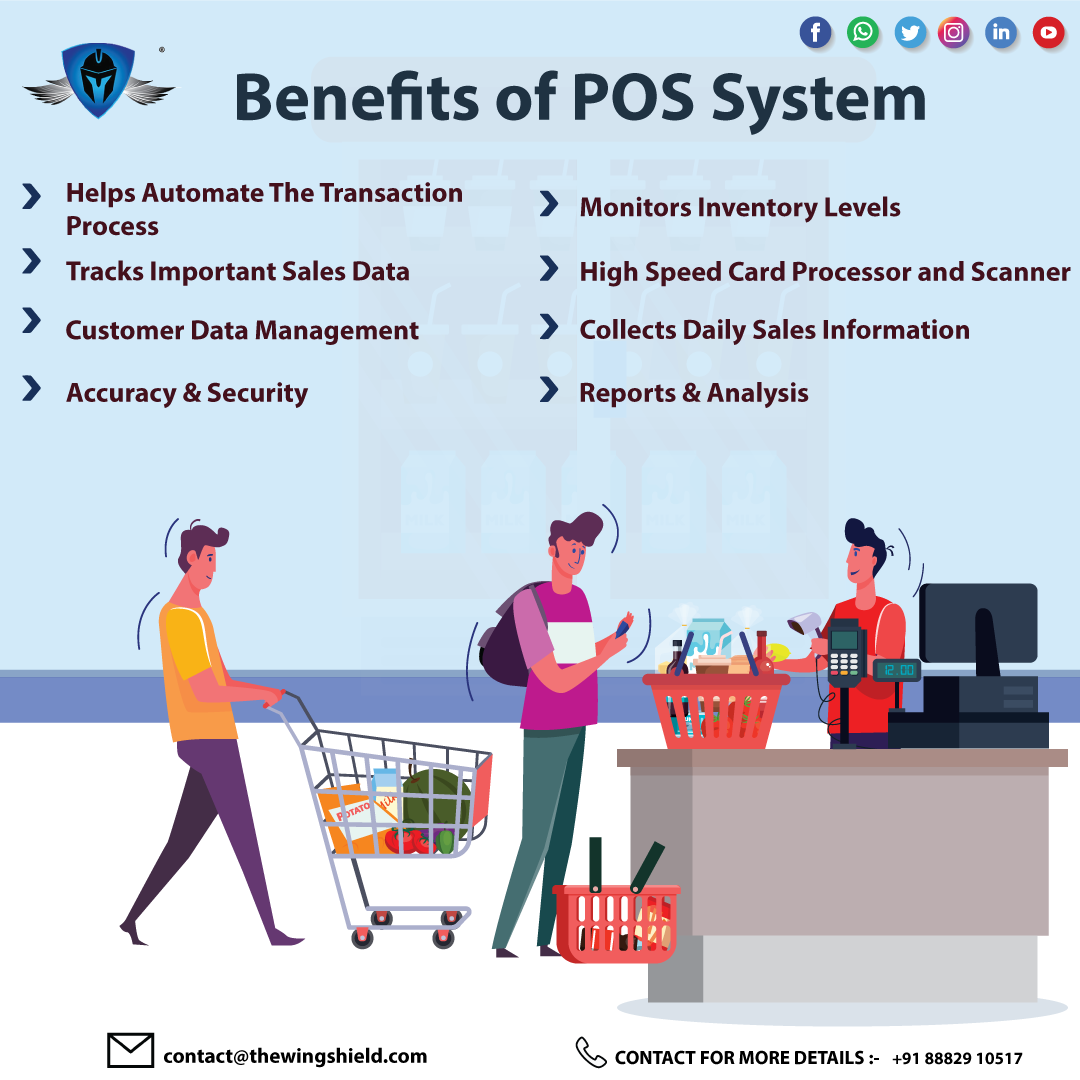 ®
Benefits of POS System
Helps Automate The Transaction
Process
Tracks Important Sales Data
Customer Data Management
Accuracy & Security
Monitors Inventory Levels
High Speed Card Processor and Scanner
Collects Daily Sales Information
Reports & Analysis
12:00
POTATO
Milk
contact@thewingshield.com
CONTACT FOR MORE DETAILS :- +91 88829 10517